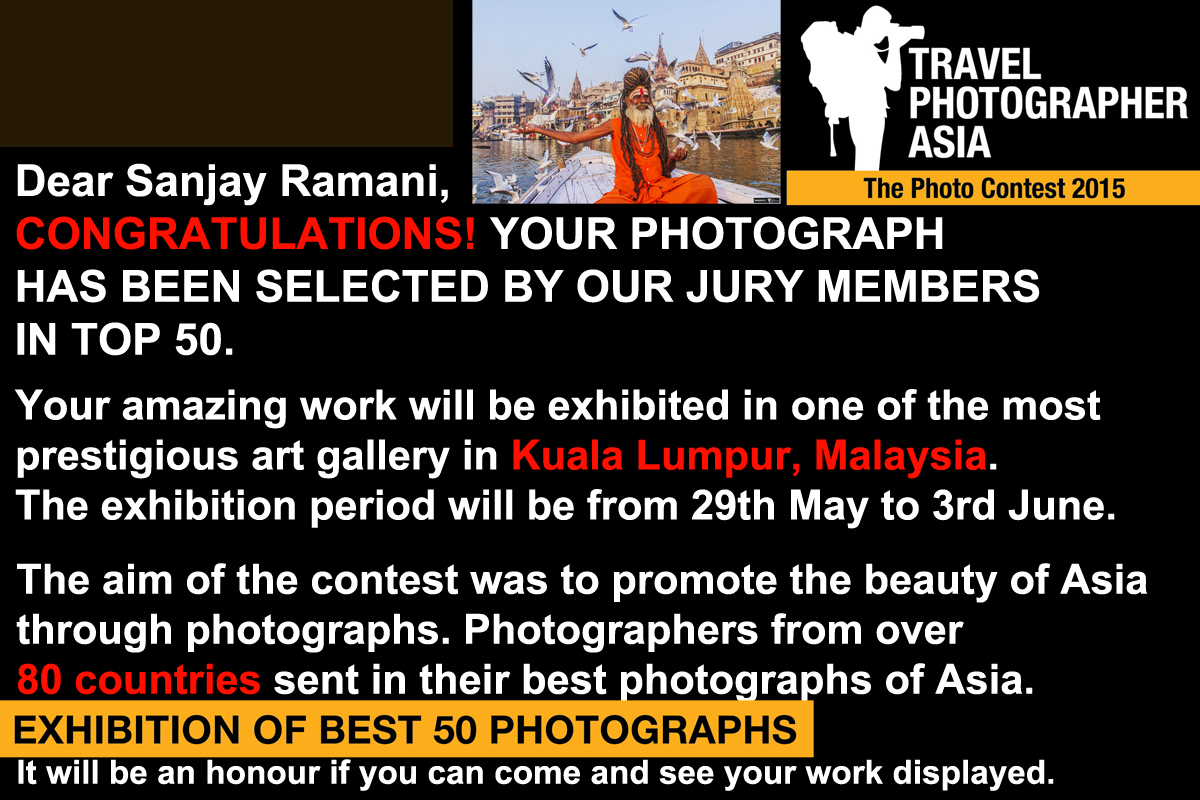 TRAVEL
PHOTOGRAPHER
ASIA
The Photo Contest 2015
Dear Sanjay Ramani,
CONGRATULATIONS! YOUR PHOTOGRAPH
HAS BEEN SELECTED BY OUR JURY MEMBERS
IN TOP 50.
Your amazing work will be exhibited in one of the most
prestigious art gallery in Kuala Lumpur, Malaysia.
The exhibition period will be from 29th May to 3rd June.
The aim of the contest was to promote the beauty of Asia
through photographs. Photographers from over
80 countries sent in their best photographs of Asia.
EXHIBITION OF BEST 50 PHOTOGRAPHS
It will be an honour if you can come and see your work displayed.